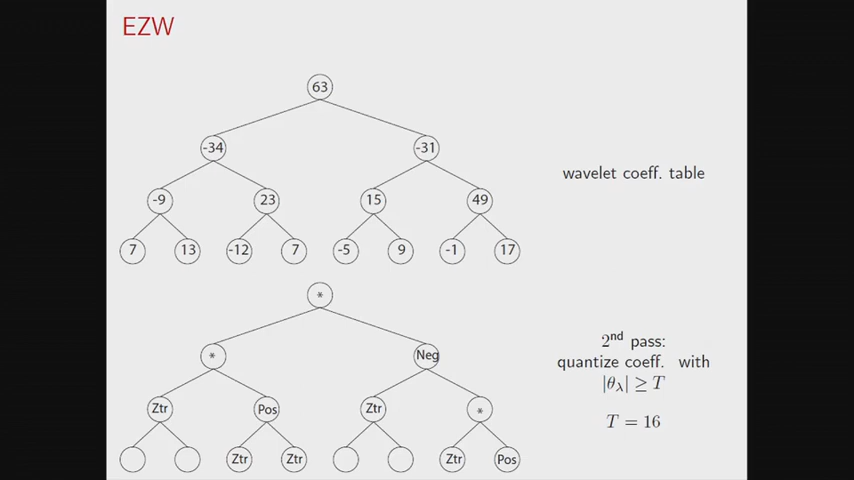 EZW
63
-34 -31
wavelet coeff. table
-9 23 15 49
7 13 -12 7 -5 9 -1 17
*
2nd pass:
* Neg
quantize coeff. with
|θλ| ≥ T
Ztr Pos Ztr *
T = 16
Ztr Ztr Ztr Pos